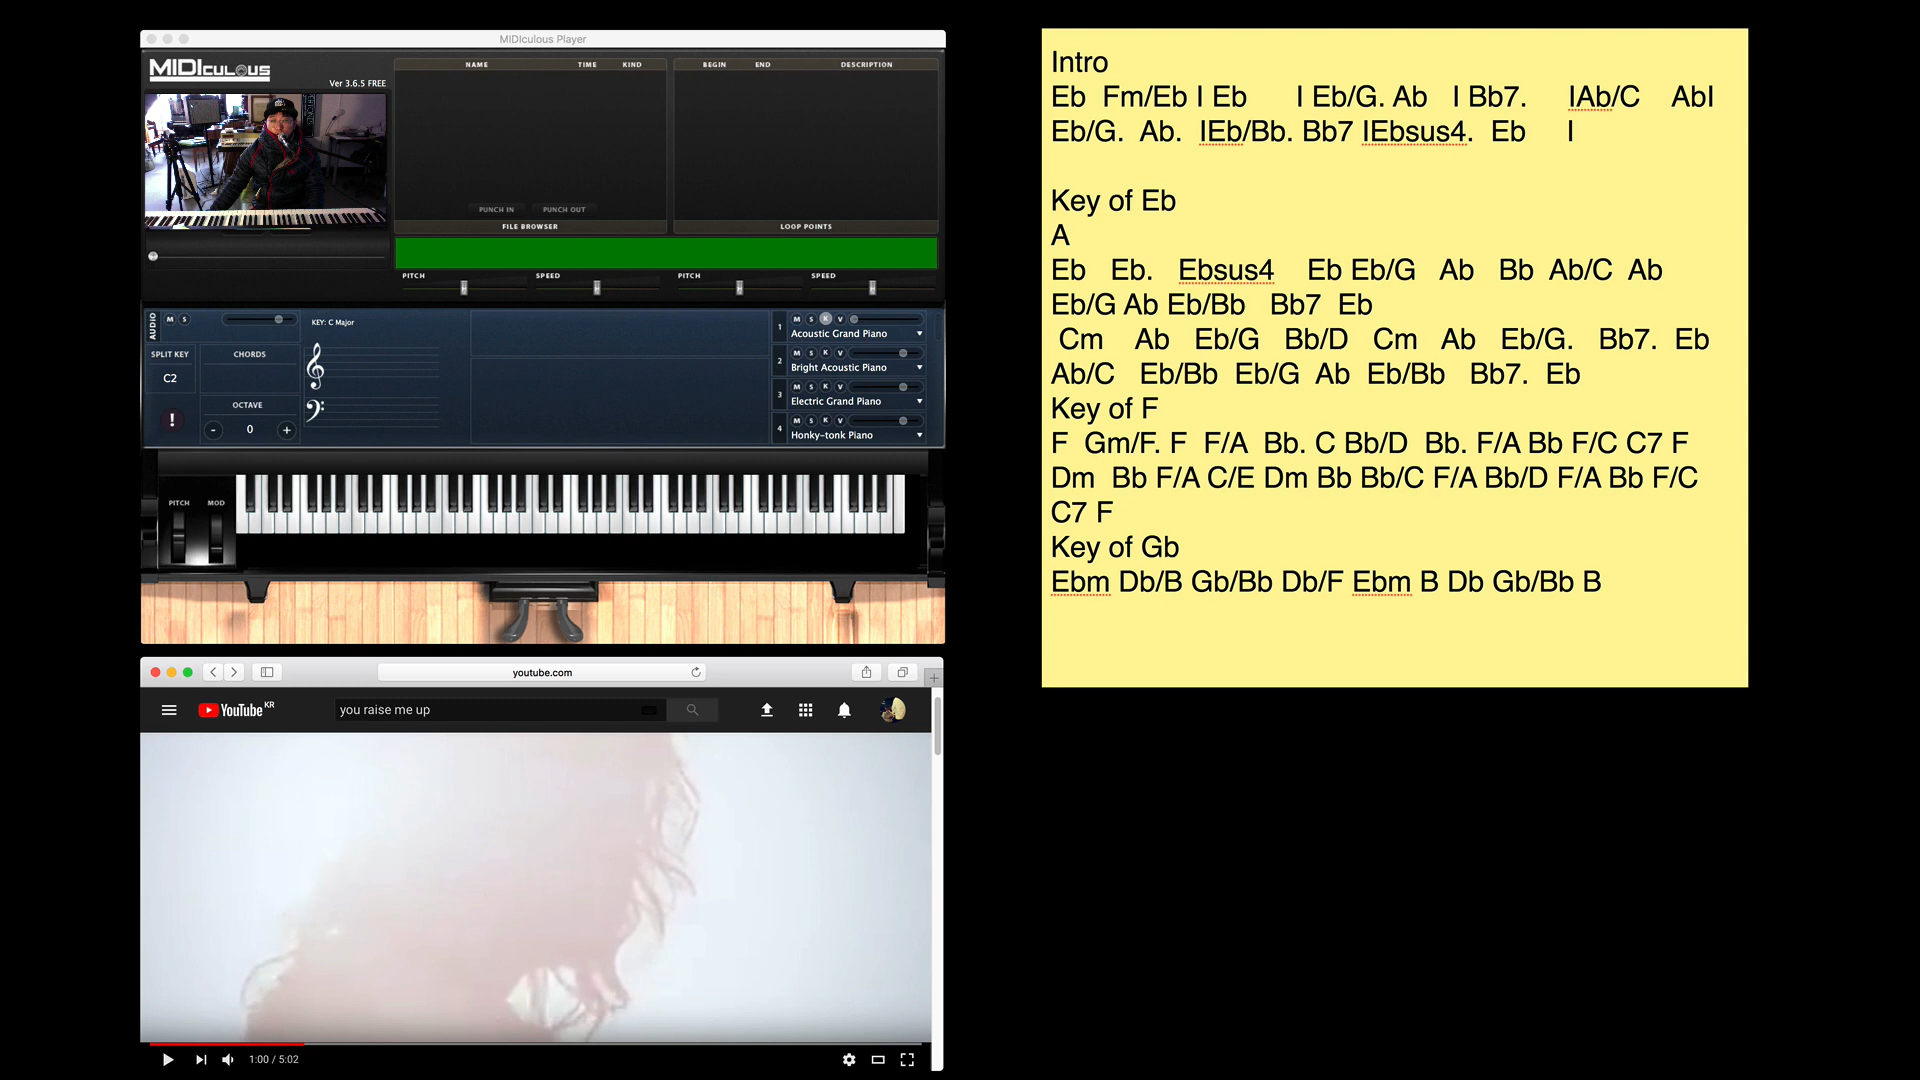 MIDIculous Player
MIDIculous
Ver 3.6.5 FREE
NAME TIME KIND
BEGIN END DESCRIPTION
PUNCH IN PUNCH OUT
FILE BROWSER
LOOP POINTS
PITCH SPEED PITCH SPEED
AUDIO
M S
KEY: C Major
SPLIT KEY
C2
CHORDS
OCTAVE
- 0 +
!
1 M S K V
Acoustic Grand Piano
2 M S K V
Bright Acoustic Piano
3 M S K V
Electric Grand Piano
4 M S K V
Honky-tonk Piano
PITCH MOD
youtube.com
YouTube KR
you raise me up
1:00 / 5:02
Intro
Eb Fm/Eb I Eb I Eb/G. Ab I Bb7. IAb/C AbI
Eb/G. Ab. IEb/Bb. Bb7 IEbsus4. Eb I
Key of Eb
A
Eb Eb. Ebsus4 Eb Eb/G Ab Bb Ab/C Ab
Eb/G Ab Eb/Bb Bb7 Eb
Cm Ab Eb/G Bb/D Cm Ab Eb/G. Bb7. Eb
Ab/C Eb/Bb Eb/G Ab Eb/Bb Bb7. Eb
Key of F
F Gm/F. F F/A Bb. C Bb/D Bb. F/A Bb F/C C7 F
Dm Bb F/A C/E Dm Bb Bb/C F/A Bb/D F/A Bb F/C
C7 F
Key of Gb
Ebm Db/B Gb/Bb Db/F Ebm B Db Gb/Bb B